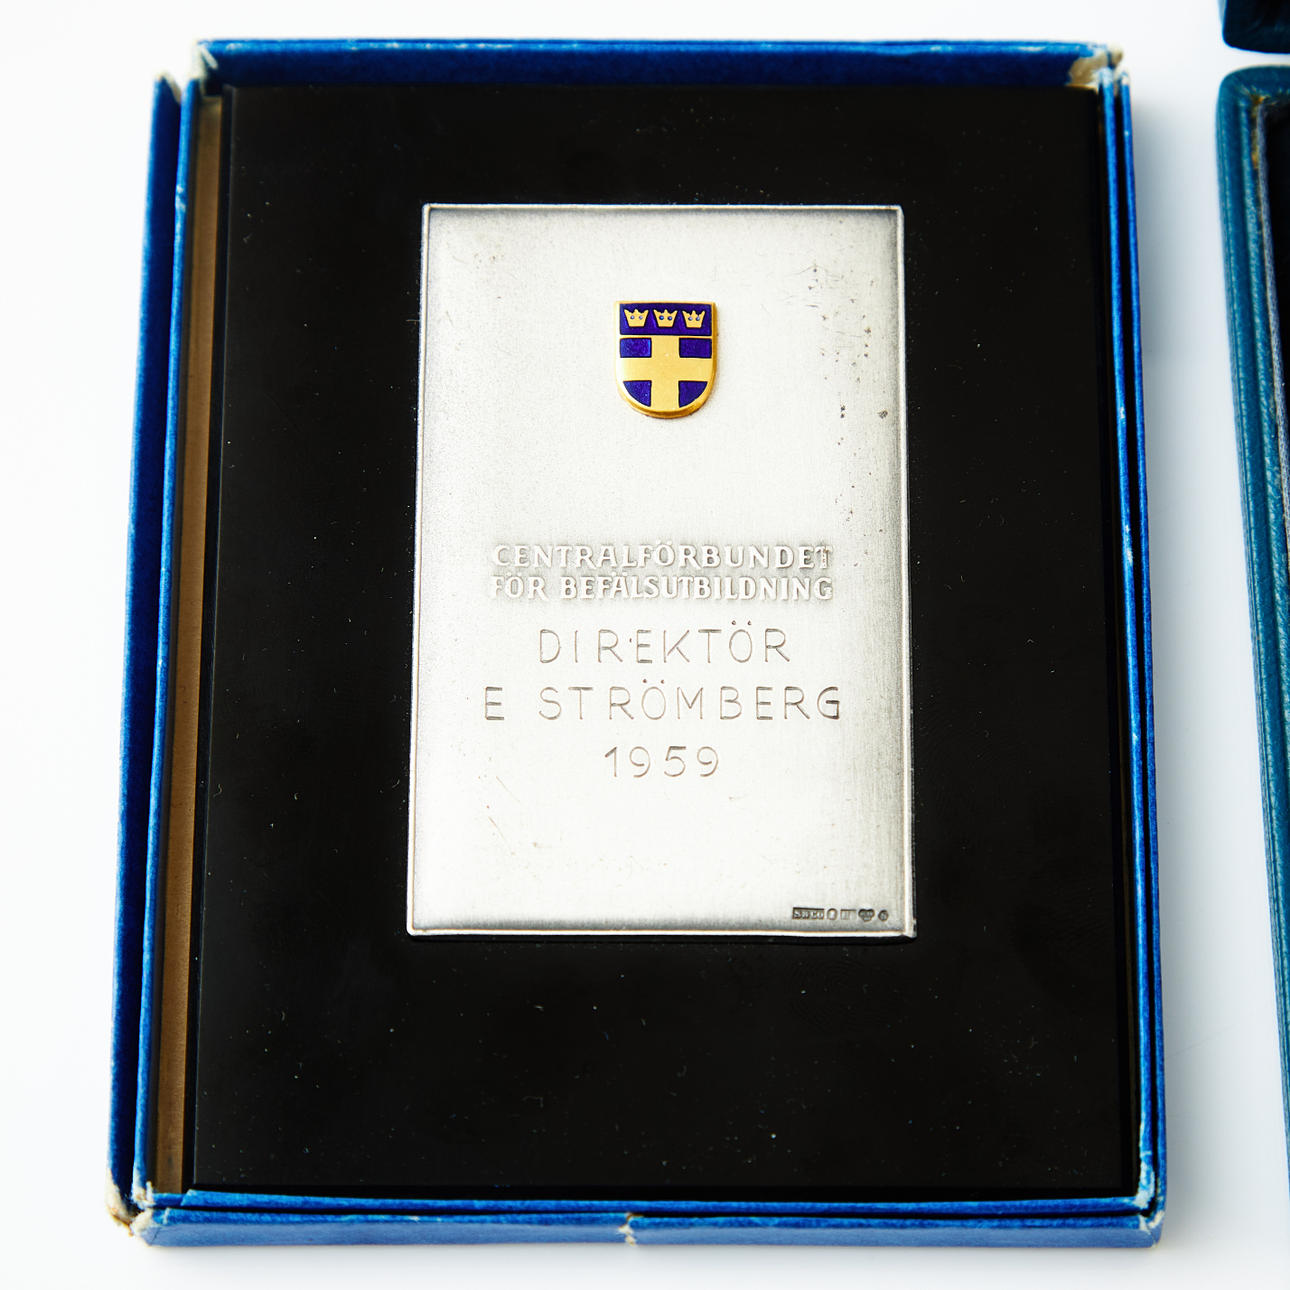 CENTRALFÖRBUNDET
FÖR BEFÄLSUTBILDNING
DIREKTÖR
E STRÖMBERG
1959